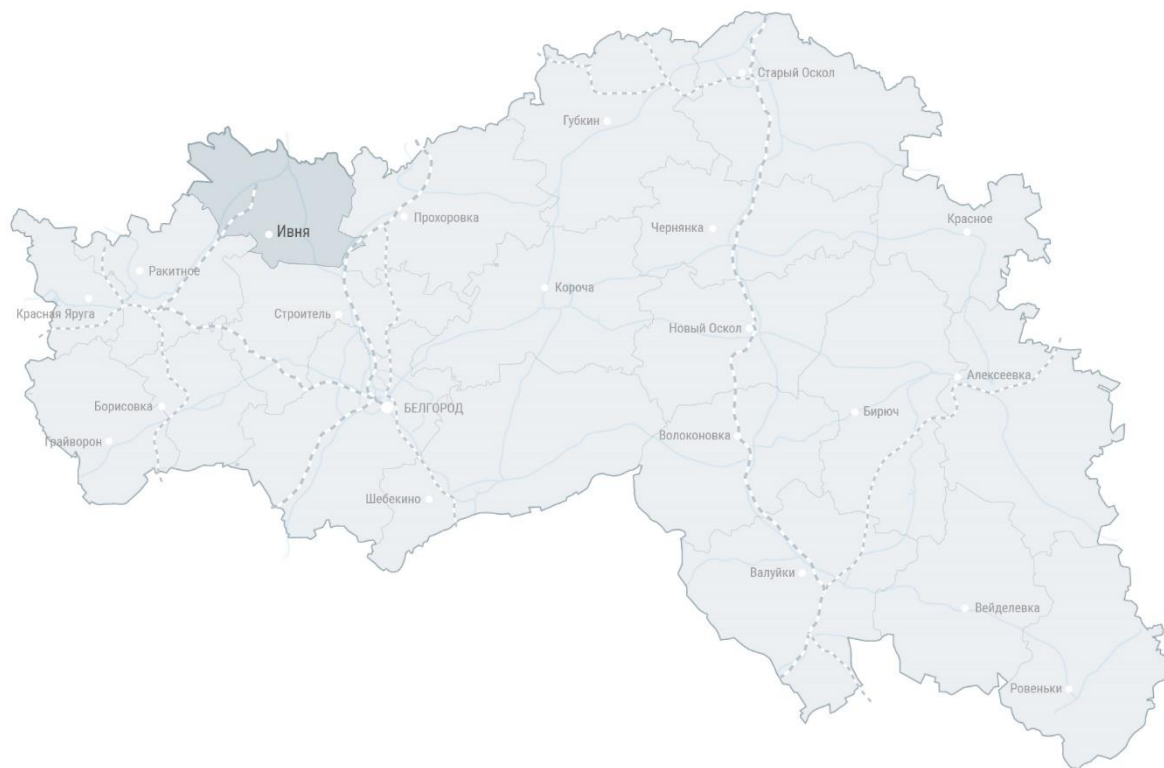 Старый Оскол
Губкин
Прохоровка
Чернянка
Красное
Ивня
Ракитное
Короча
Красная Яруга
Строитель
Новый Оскол
Алексеевка
Борисовка
БЕЛГОРОД
Бирюч
Грайворон
Волоконовка
Шебекино
Валуйки
Вейделевка
Ровеньки